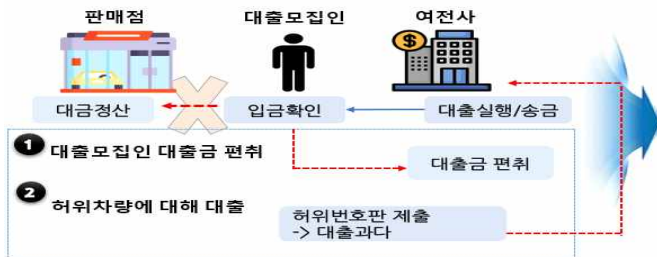 판매점 대출모집인 여전사
$
대금정산 입금확인 대출실행/송금
1 대출모집인 대출금 편취
대출금 편취
2 허위차량에 대해 대출
허위번호판 제출
-> 대출과다